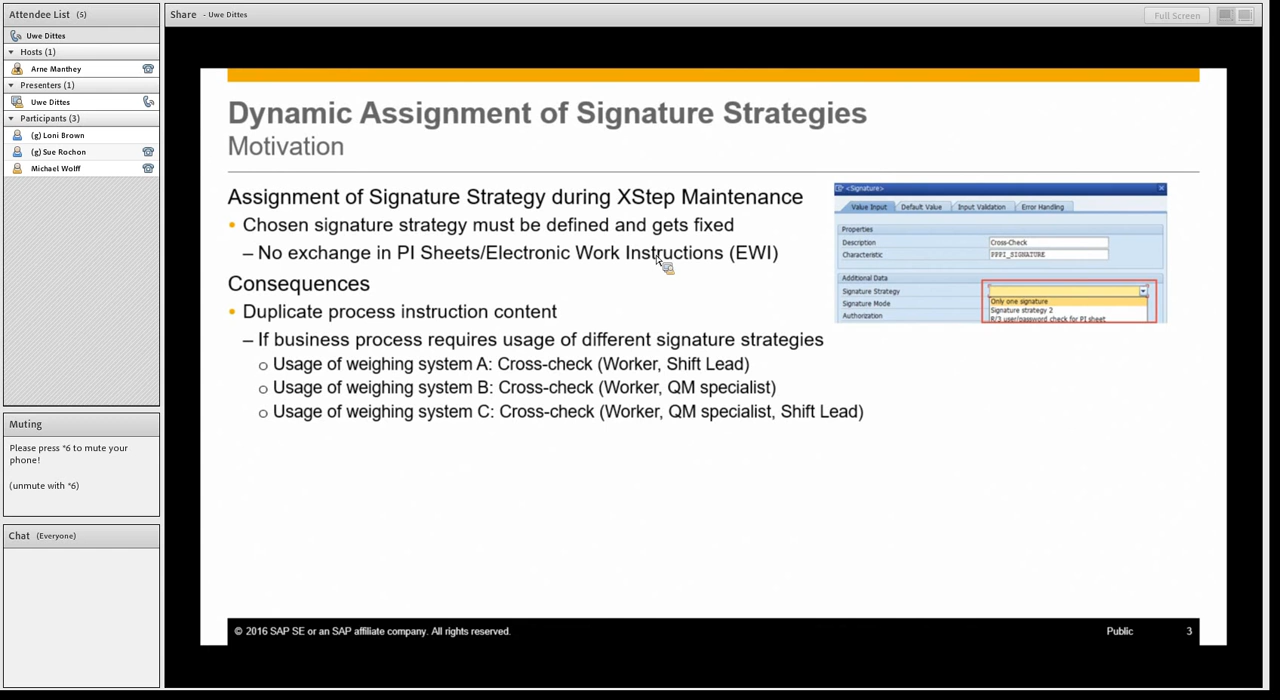 Attendee List (5)
Uwe Dittes
Hosts (1)
Arne Manthey
Presenters (1)
Uwe Dittes
Participants (3)
(g) Loni Brown
(g) Sue Rochon
Michael Wolff
Muting
Please press *6 to mute your
phone!
(unmute with *6)
Chat (Everyone)
Share - Uwe Dittes
Full Screen
Dynamic Assignment of Signature Strategies
Motivation
Assignment of Signature Strategy during XStep Maintenance
• Chosen signature strategy must be defined and gets fixed
– No exchange in PI Sheets/Electronic Work Instructions (EWI)
Consequences
• Duplicate process instruction content
– If business process requires usage of different signature strategies
o Usage of weighing system A: Cross-check (Worker, Shift Lead)
o Usage of weighing system B: Cross-check (Worker, QM specialist)
o Usage of weighing system C: Cross-check (Worker, QM specialist, Shift Lead)
<Signature>
Value Input Default Value Input Validation Error Handling
Properties
Description Cross-Check
Characteristic PPPI_SIGNATURE
Additional Data
Signature Strategy
Only one signature
Signature Mode
Signature strategy 2
Authorization
R/3 user/password check for PI sheet
© 2016 SAP SE or an SAP affiliate company. All rights reserved.
Public 3